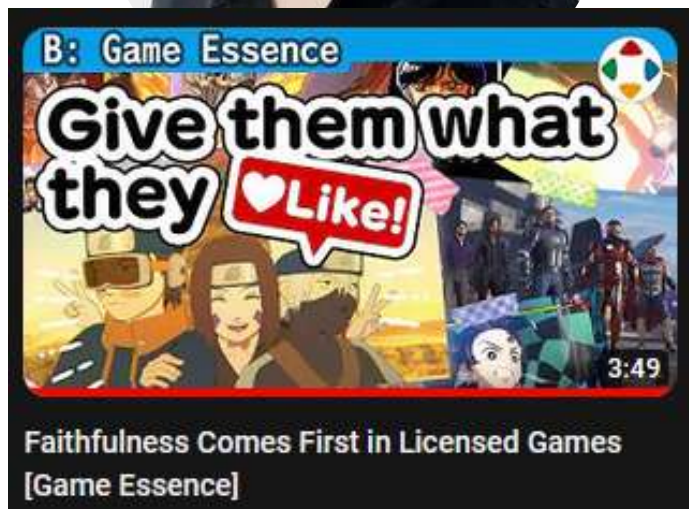 B: Game Essence
Give them what
they Like!
3:49
Faithfulness Comes First in Licensed Games
[Game Essence]